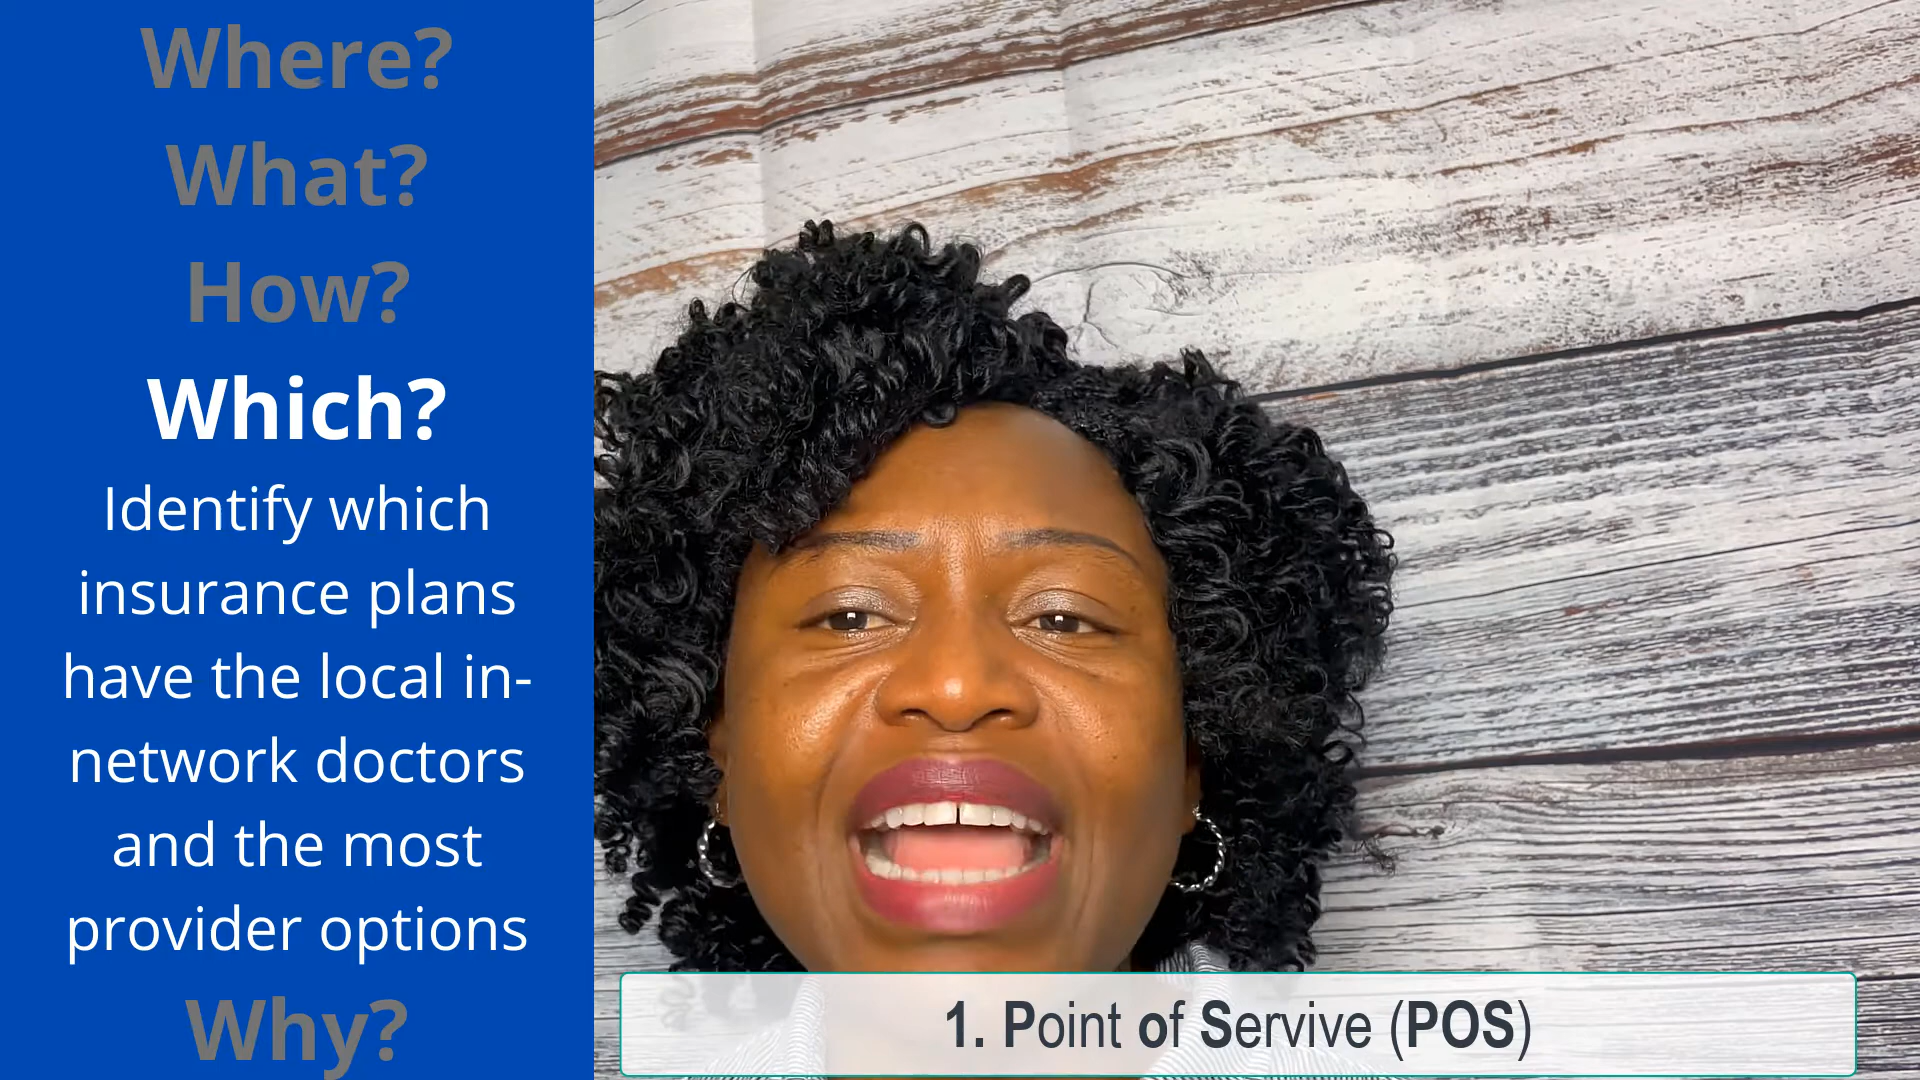 Where?
What?
How?
Which?
Identify which
insurance plans
have the local in-
network doctors
and the most
provider options
Why?
1. Point of Servive (POS)